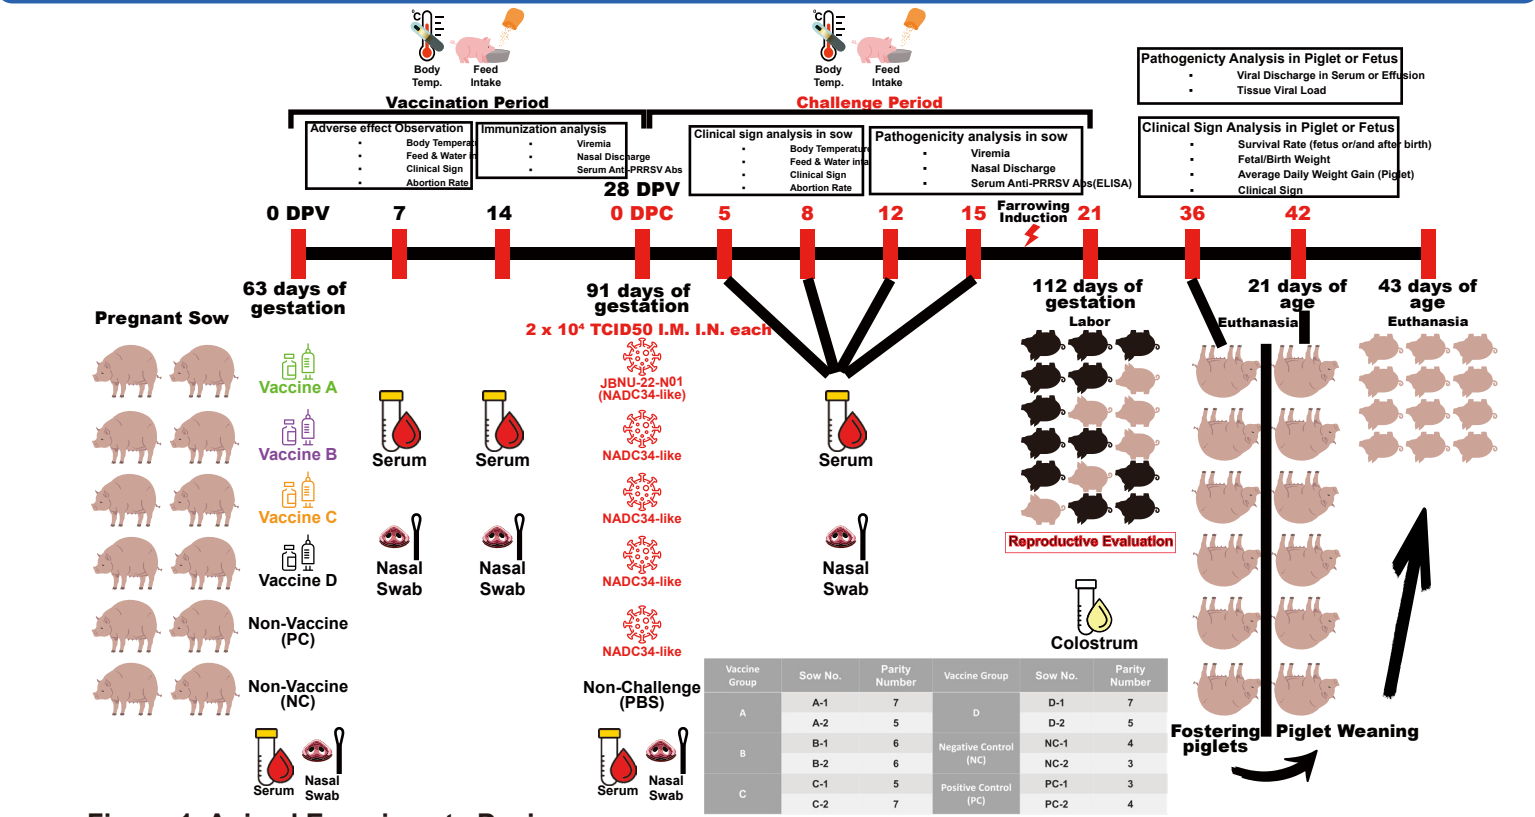 °C
Body
Temp.
Feed
Intake
°C
Body
Temp.
Feed
Intake
Vaccination Period
Challenge Period
Adverse effect Observation
▪ Body Temperat
▪ Feed & Water in
▪ Clinical Sign
▪ Abortion Rate
Immunization analysis
▪ Viremia
▪ Nasal Discharge
▪ Serum Anti-PRRSV Abs
Clinical sign analysis in sow
▪ Body Temperature
▪ Feed & Water inta
▪ Clinical Sign
▪ Abortion Rate
Pathogenicity analysis in sow
▪ Viremia
▪ Nasal Discharge
▪ Serum Anti-PRRSV Abs(ELISA)
Pathogenicity Analysis in Piglet or Fetus
▪ Viral Discharge in Serum or Effusion
▪ Tissue Viral Load
Clinical Sign Analysis in Piglet or Fetus
▪ Survival Rate (fetus or/and after birth)
▪ Fetal/Birth Weight
▪ Average Daily Weight Gain (Piglet)
▪ Clinical Sign
28 DPV
0 DPV 7 14 0 DPC 5 8 12 15 21 36 42
Farrowing
Induction
63 days of
gestation
91 days of
gestation
112 days of
gestation
21 days of
age
43 days of
age
Labor
Euthanasia
Euthanasia
Pregnant Sow
2 x 10⁴ TCID50 I.M. I.N. each
Vaccine A
Vaccine B
Vaccine C
Vaccine D
Non-Vaccine
(PC)
Non-Vaccine
(NC)
Serum
Nasal
Swab
Serum
Nasal
Swab
Serum
Nasal
Swab
JBNU-22-N01
(NADC34-like)
NADC34-like
NADC34-like
NADC34-like
NADC34-like
Non-Challenge
(PBS)
Serum
Nasal
Swab
Serum
Nasal
Swab
Reproductive Evaluation
Colostrum
Vaccine Group Sow No. Parity Number Vaccine Group Sow No. Parity Number
A A-1 7 D D-1 7
A-2 5 D-2 5
B B-1 6 Negative Control (NC) NC-1 4
B-2 6 NC-2 3
C C-1 5 Positive Control (PC) PC-1 3
C-2 7 PC-2 4
Fostering
piglets
Piglet Weaning